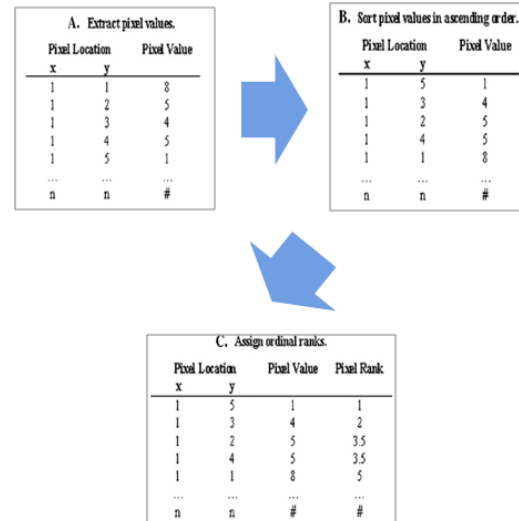 A. Extract pixel values.
Pixel Location Pixel Value
x y
1 1 8
1 2 5
1 3 4
1 4 5
1 5 1
... ... ...
n n #
B. Sort pixel values in ascending order.
Pixel Location Pixel Value
x y
1 5 1
1 3 4
1 2 5
1 4 5
1 1 8
... ... ...
n n #
C. Assign ordinal ranks.
Pixel Location Pixel Value Pixel Rank
x y
1 5 1 1
1 3 4 2
1 2 5 3.5
1 4 5 3.5
1 1 8 5
... ... ... ...
n n # #